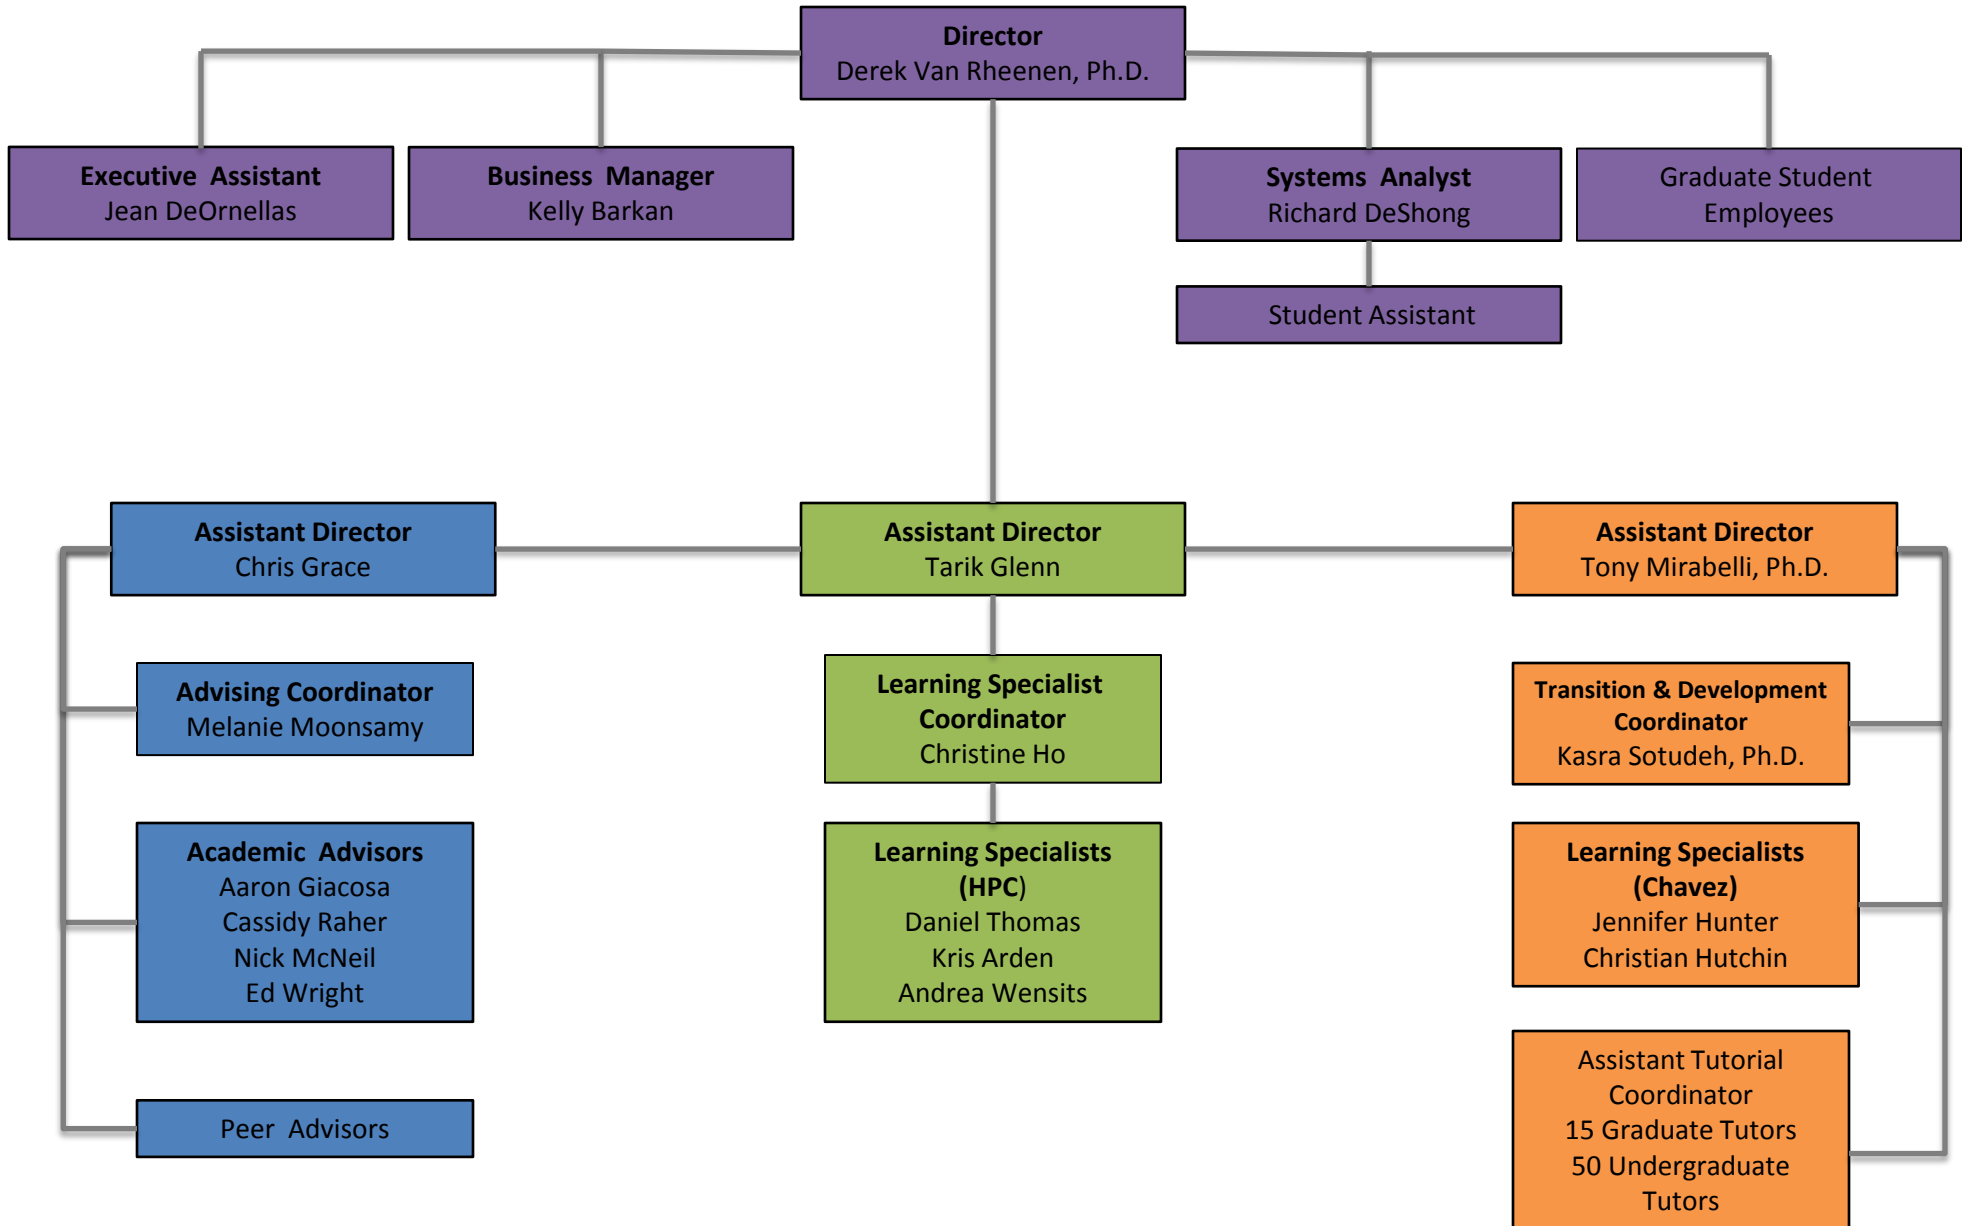 Director
Derek Van Rheenen, Ph.D.
Executive Assistant
Jean DeOrnellas
Business Manager
Kelly Barkan
Systems Analyst
Richard DeShong
Graduate Student
Employees
Student Assistant
Assistant Director
Chris Grace
Assistant Director
Tarik Glenn
Assistant Director
Tony Mirabelli, Ph.D.
Advising Coordinator
Melanie Moonsamy
Learning Specialist
Coordinator
Christine Ho
Transition & Development
Coordinator
Kasra Sotudeh, Ph.D.
Academic Advisors
Aaron Giacosa
Cassidy Raher
Nick McNeil
Ed Wright
Learning Specialists
(HPC)
Daniel Thomas
Kris Arden
Andrea Wensits
Learning Specialists
(Chavez)
Jennifer Hunter
Christian Hutchin
Peer Advisors
Assistant Tutorial
Coordinator
15 Graduate Tutors
50 Undergraduate
Tutors